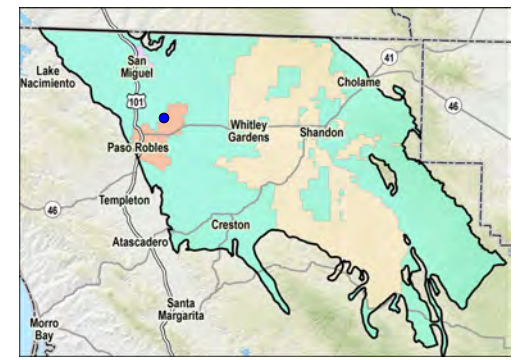 San
Miguel
Lake
Nacimiento
41
Cholame
101
46
Whitley
Gardens
Shandon
Paso Robles
Templeton
46
Creston
Atascadero
Santa
Margarita
Morro
Bay